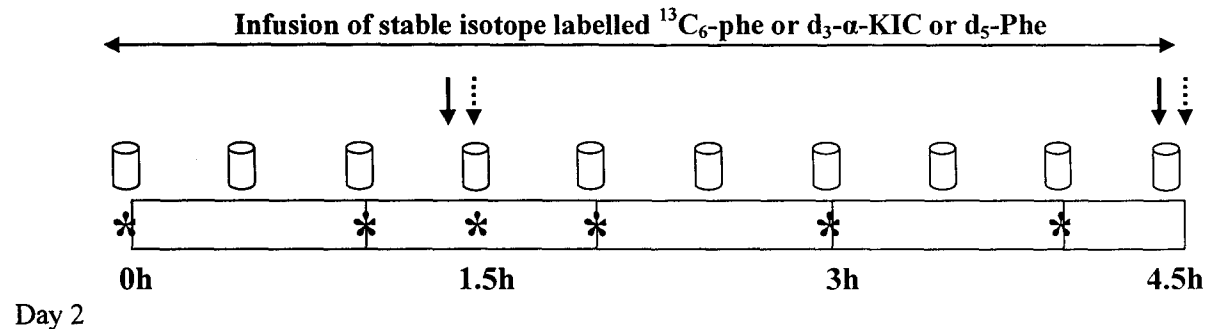 Infusion of stable isotope labelled ¹³C₆-phe or d₃-α-KIC or d₅-Phe
* * * * * *
0h 1.5h 3h 4.5h
Day 2